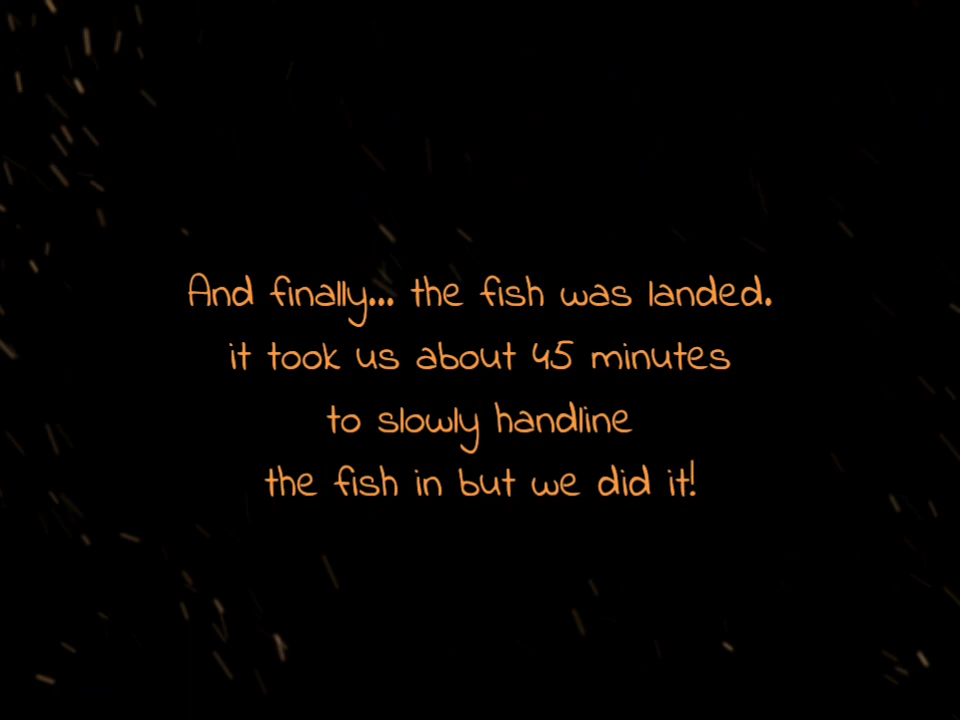 And finally... the fish was landed.
it took us about 45 minutes
to slowly handline
the fish in but we did it!